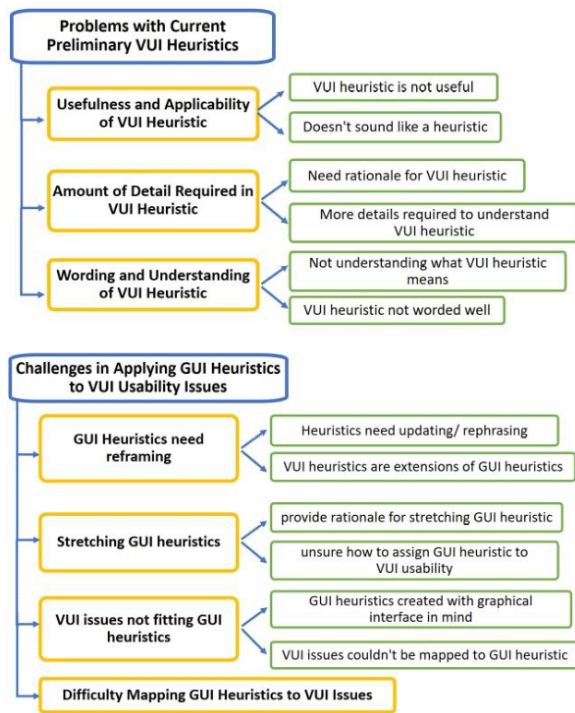 Problems with Current
Preliminary VUI Heuristics
Usefulness and Applicability
of VUI Heuristic
VUI heuristic is not useful
Doesn't sound like a heuristic
Amount of Detail Required in
VUI Heuristic
Need rationale for VUI heuristic
More details required to understand
VUI heuristic
Wording and Understanding
of VUI Heuristic
Not understanding what VUI heuristic
means
VUI heuristic not worded well
Challenges in Applying GUI Heuristics
to VUI Usability Issues
GUI Heuristics need
reframing
Heuristics need updating/ rephrasing
VUI heuristics are extensions of GUI heuristics
Stretching GUI heuristics
provide rationale for stretching GUI heuristic
unsure how to assign GUI heuristic to
VUI usability
VUI issues not fitting GUI
heuristics
GUI heuristics created with graphical
interface in mind
VUI issues couldn't be mapped to GUI heuristic
Difficulty Mapping GUI Heuristics to VUI Issues